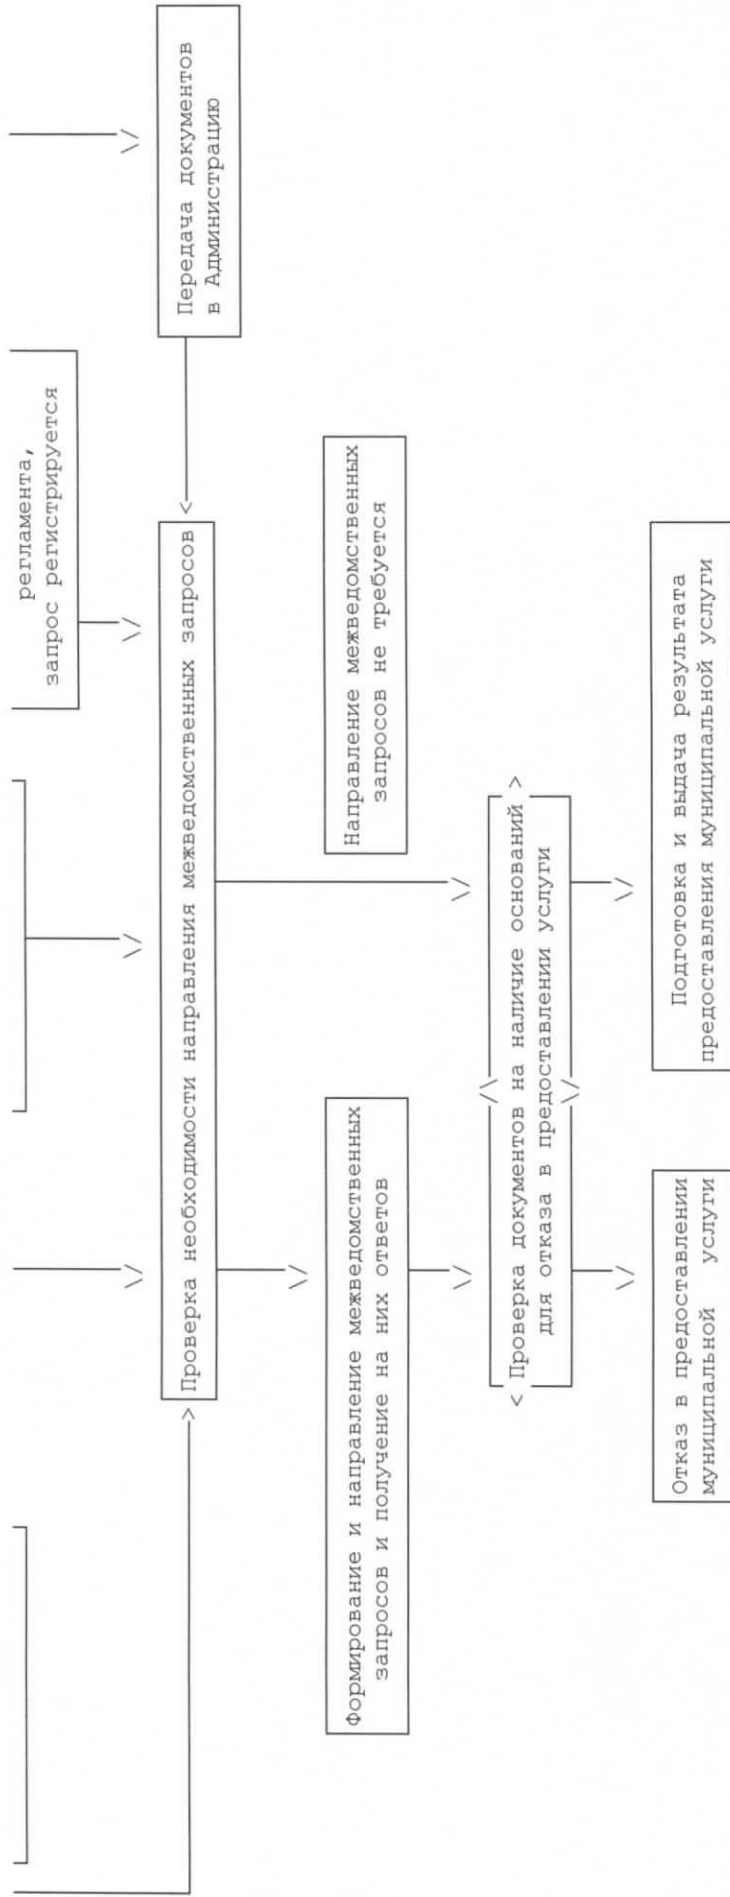 регламента,
запрос регистрируется
Проверка необходимости направления межведомственных запросов
Передача документов
в Администрацию
Формирование и направление межведомственных
запросов и получение на них ответов
Направление межведомственных
запросов не требуется
Проверка документов на наличие оснований
для отказа в предоставлении услуги
Отказ в предоставлении
муниципальной услуги
Подготовка и выдача результата
предоставления муниципальной услуги